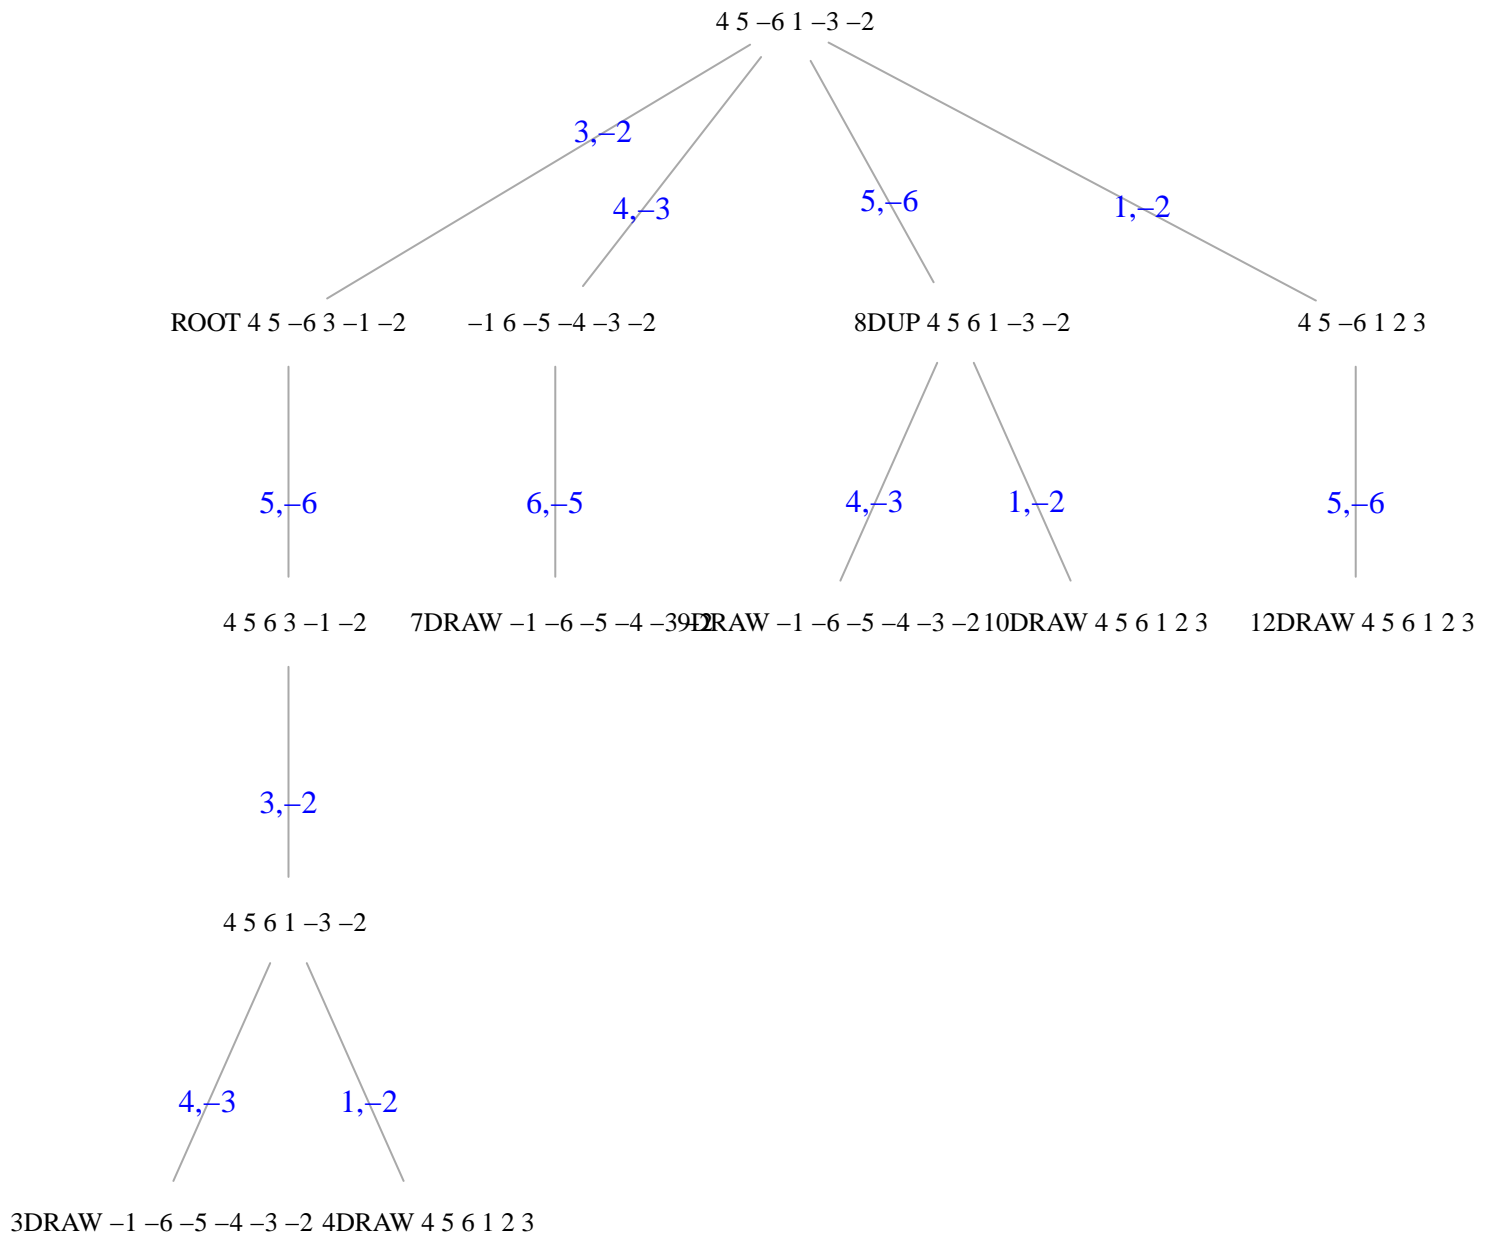 4 5 –6 1 –3 –2
3,–2
4,–3
5,–6
1,–2
ROOT 4 5 –6 3 –1 –2
–1 6 –5 –4 –3 –2
8DUP 4 5 6 1 –3 –2
4 5 –6 1 2 3
5,–6
6,–5
4,–3
1,–2
5,–6
4 5 6 3 –1 –2
7DRAW –1 –6 –5 –4 –3 –2
9DRAW –1 –6 –5 –4 –3 –2
10DRAW 4 5 6 1 2 3
12DRAW 4 5 6 1 2 3
3,–2
4 5 6 1 –3 –2
4,–3
1,–2
3DRAW –1 –6 –5 –4 –3 –2
4DRAW 4 5 6 1 2 3